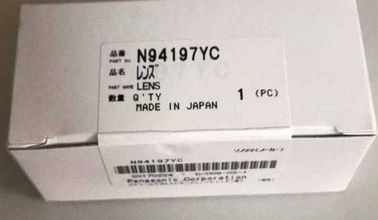 品番 PART NO. N94197YC
品名 PART NAME レンズ LENS
数量 Q'TY 1 (PC)
MADE IN JAPAN
N94197YC
20170224
Panasonic Corporation